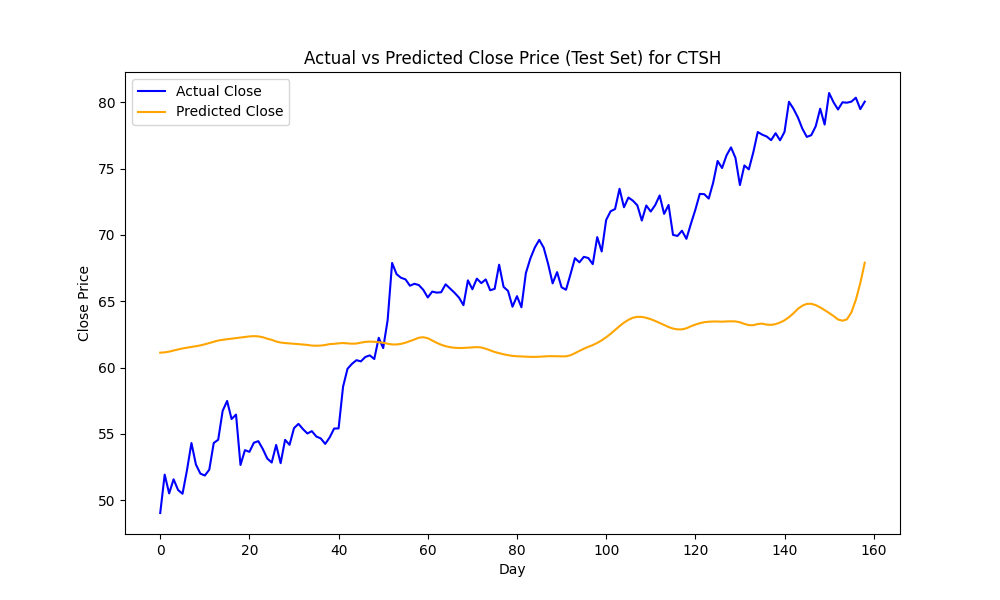 Actual vs Predicted Close Price (Test Set) for CTSH
Actual Close
Predicted Close
Close Price
80
75
70
65
60
55
50
0 20 40 60 80 100 120 140 160
Day